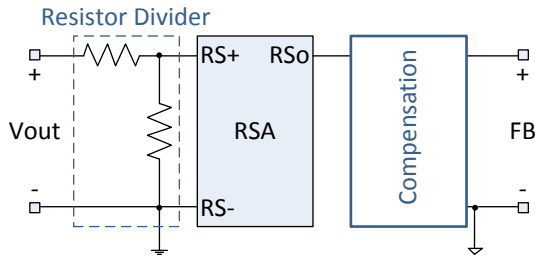 Resistor Divider
RS+ RSo
+ +
Vout RSA Compensation FB
- -
RS-